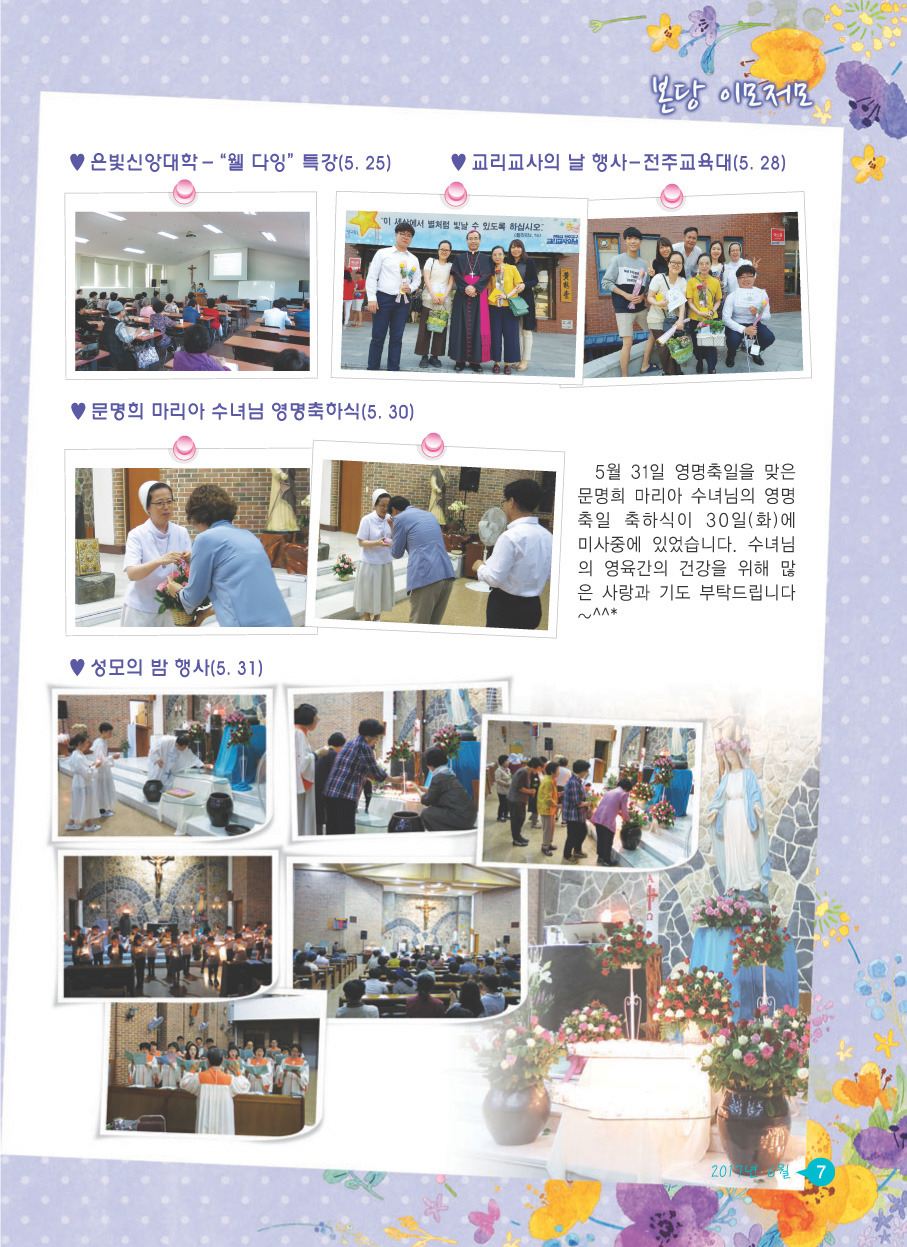 본당 이모저모
♥ 은빛신앙대학 – “웰 다잉” 특강(5. 25)
♥ 교리교사의 날 행사–전주교육대(5. 28)
"이 세상에서 별처럼 빛날 수 있도록 하십시오."
교리교사의 날
♥ 문명희 마리아 수녀님 영명축하식(5. 30)
5월 31일 영명축일을 맞은
문명희 마리아 수녀님의 영명
축일 축하식이 30일(화)에
미사중에 있었습니다. 수녀님
의 영육간의 건강을 위해 많
은 사랑과 기도 부탁드립니다
~^^*
♥ 성모의 밤 행사(5. 31)
Α Ω
2017년 6월 7